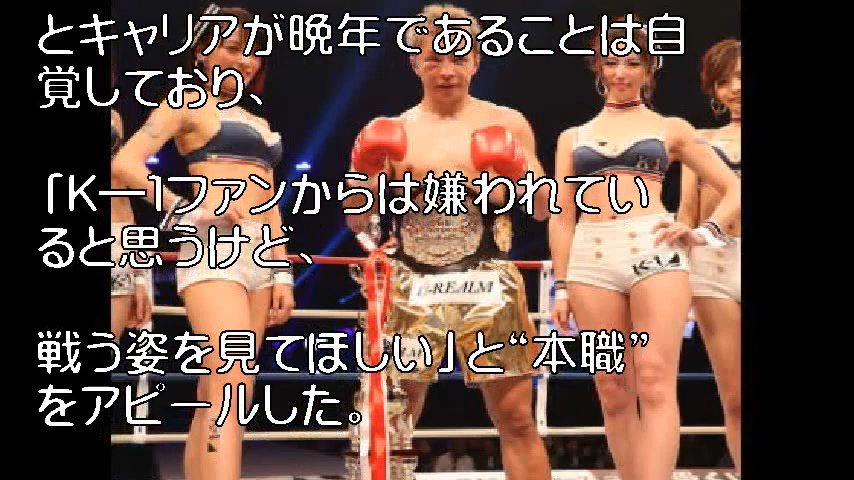 とキャリアが晩年であることは自
覚しており、
「K―1ファンからは嫌われてい
ると思うけど、
戦う姿を見てほしい」と“本職”
をアピールした。
K-1
K-1